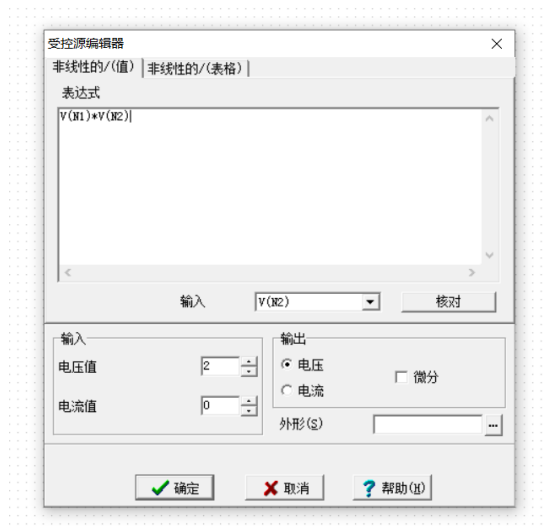 受控源编辑器
非线性的/(值) 非线性的/(表格)
表达式
V(N1)*V(N2)
输入 V(N2) 核对
输入
电压值 2
电流值 0
输出
电压
电流
微分
外形(S) ...
确定 取消 帮助(H)